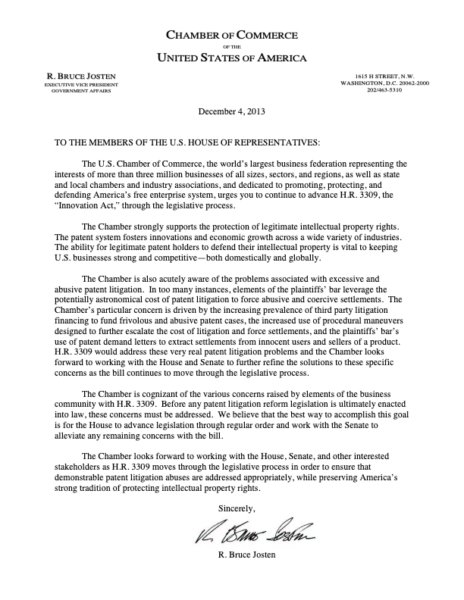 CHAMBER OF COMMERCE
OF THE
UNITED STATES OF AMERICA
R. BRUCE JOSTEN
EXECUTIVE VICE PRESIDENT
GOVERNMENT AFFAIRS
1615 H STREET, N.W.
WASHINGTON, D.C. 20062-2000
202/463-5310
December 4, 2013
TO THE MEMBERS OF THE U.S. HOUSE OF REPRESENTATIVES:
The U.S. Chamber of Commerce, the world's largest business federation representing the
interests of more than three million businesses of all sizes, sectors, and regions, as well as state
and local chambers and industry associations, and dedicated to promoting, protecting, and
defending America's free enterprise system, urges you to continue to advance H.R. 3309, the
"Innovation Act," through the legislative process.
The Chamber strongly supports the protection of legitimate intellectual property rights.
The patent system fosters innovations and economic growth across a wide variety of industries.
The ability for legitimate patent holders to defend their intellectual property is vital to keeping
U.S. businesses strong and competitive—both domestically and globally.
The Chamber is also acutely aware of the problems associated with excessive and
abusive patent litigation. In too many instances, elements of the plaintiffs' bar leverage the
potentially astronomical cost of patent litigation to force abusive and coercive settlements. The
Chamber's particular concern is driven by the increasing prevalence of third party litigation
financing to fund frivolous and abusive patent cases, the increased use of procedural maneuvers
designed to further escalate the cost of litigation and force settlements, and the plaintiffs' bar's
use of patent demand letters to extract settlements from innocent users and sellers of a product.
H.R. 3309 would address these very real patent litigation problems and the Chamber looks
forward to working with the House and Senate to further refine the solutions to these specific
concerns as the bill continues to move through the legislative process.
The Chamber is cognizant of the various concerns raised by elements of the business
community with H.R. 3309. Before any patent litigation reform legislation is ultimately enacted
into law, these concerns must be addressed. We believe that the best way to accomplish this goal
is for the House to advance legislation through regular order and work with the Senate to
alleviate any remaining concerns with the bill.
The Chamber looks forward to working with the House, Senate, and other interested
stakeholders as H.R. 3309 moves through the legislative process in order to ensure that
demonstrable patent litigation abuses are addressed appropriately, while preserving America's
strong tradition of protecting intellectual property rights.
Sincerely,
R. Bruce Josten
R. Bruce Josten